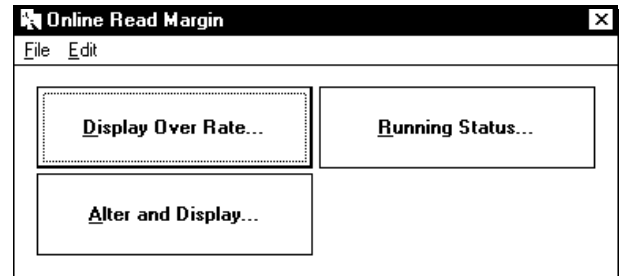 Online Read Margin
File Edit
Display Over Rate... Running Status...
Alter and Display...